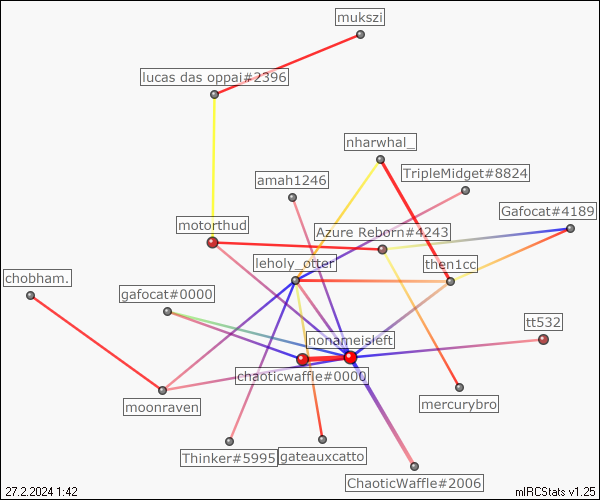 mukszi
lucas das oppai#2396
nharwhal_
TripleMidget#8824
amah1246
Gafocat#4189
motorthud
Azure Reborn#4243
leholy_otter
then1cc
chobham.
gafocat#0000
tt532
nonameisleft
chaoticwaffle#0000
moonraven
mercurybro
Thinker#5995
gateauxcatto
ChaoticWaffle#2006
27.2.2024 1:42
mIRCStats v1.25